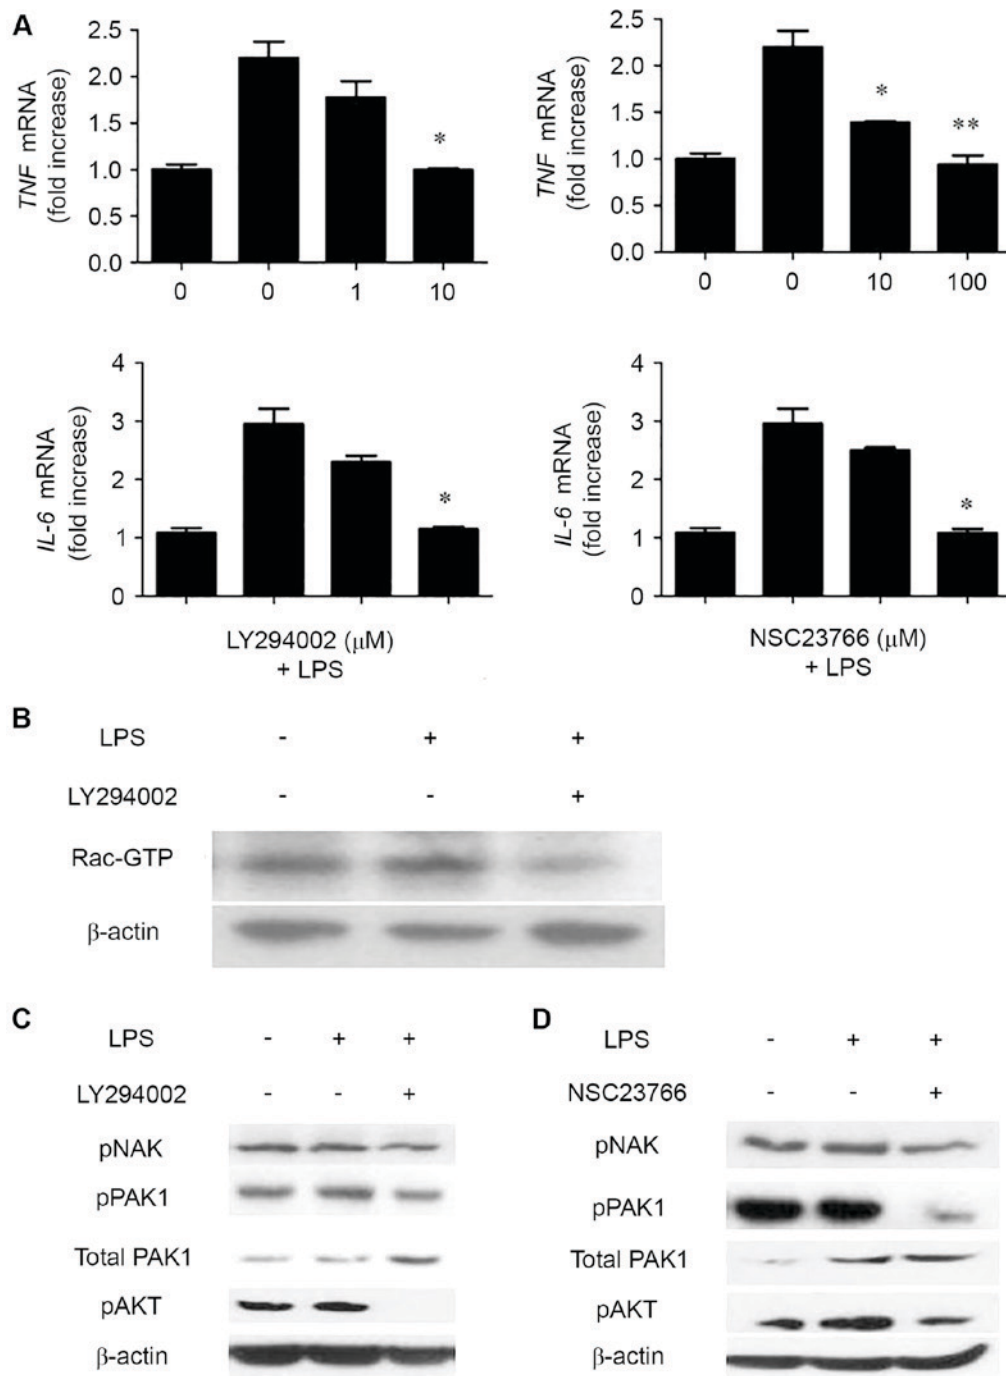 A
TNF mRNA
(fold increase)
2.5
2.0
1.5
1.0
0.5
0.0
*
0 0 1 10
TNF mRNA
(fold increase)
2.5
2.0
1.5
1.0
0.5
0.0
* **
0 0 10 100
IL-6 mRNA
(fold increase)
4
3
2
1
0
*
LY294002 (μM)
+ LPS
IL-6 mRNA
(fold increase)
4
3
2
1
0
*
NSC23766 (μM)
+ LPS
B
LPS - + +
LY294002 - - +
Rac-GTP
β-actin
C
LPS - + +
LY294002 - - +
pNAK
pPAK1
Total PAK1
pAKT
β-actin
D
LPS - + +
NSC23766 - - +
pNAK
pPAK1
Total PAK1
pAKT
β-actin